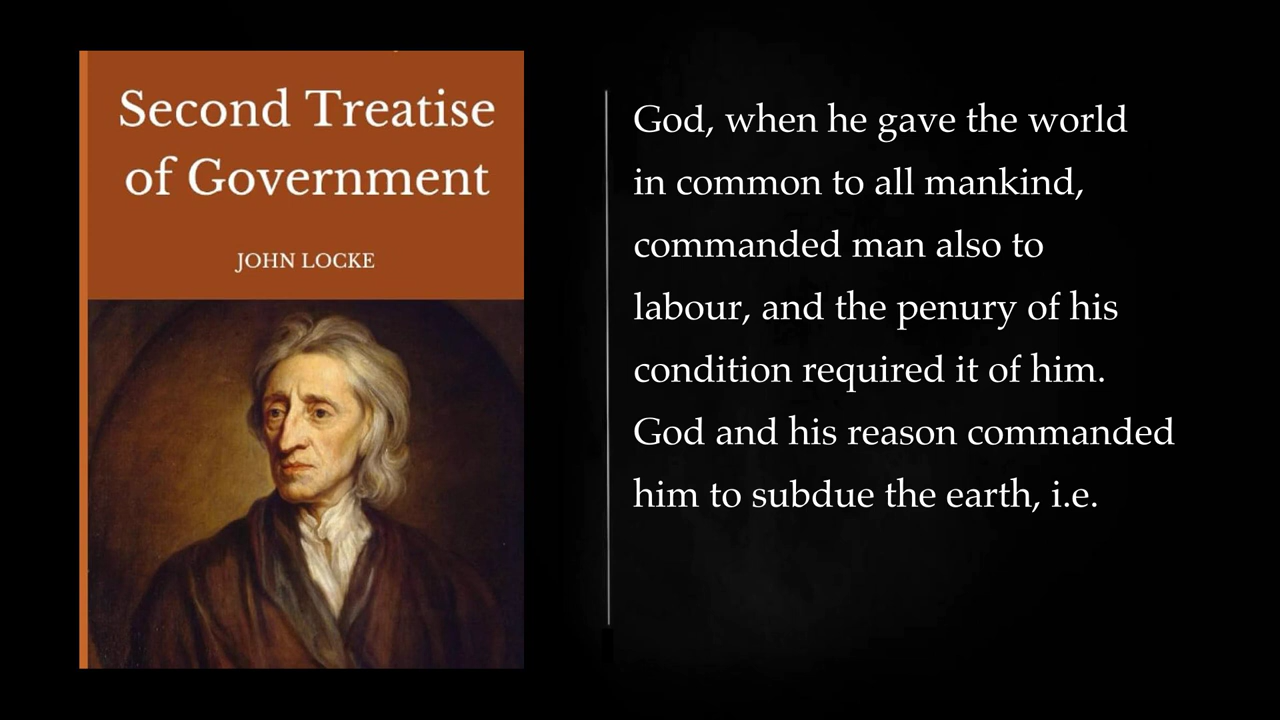 Second Treatise
of Government
JOHN LOCKE
God, when he gave the world
in common to all mankind,
commanded man also to
labour, and the penury of his
condition required it of him.
God and his reason commanded
him to subdue the earth, i.e.